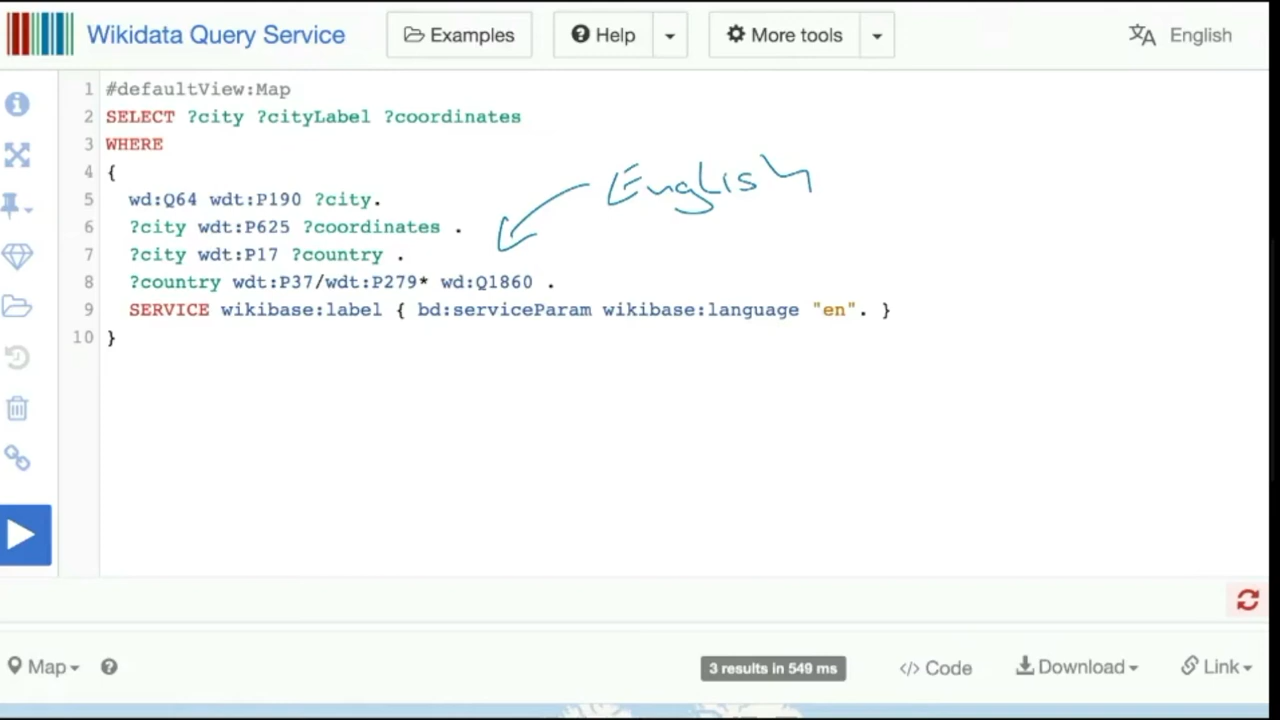 Wikidata Query Service Examples Help More tools English
1 #defaultView:Map
2 SELECT ?city ?cityLabel ?coordinates
3 WHERE
4 {
English
5 wd:Q64 wdt:P190 ?city.
6 ?city wdt:P625 ?coordinates .
7 ?city wdt:P17 ?country .
8 ?country wdt:P37/wdt:P279* wd:Q1860 .
9 SERVICE wikibase:label { bd:serviceParam wikibase:language "en". }
10 }
Map 3 results in 549 ms </> Code Download Link